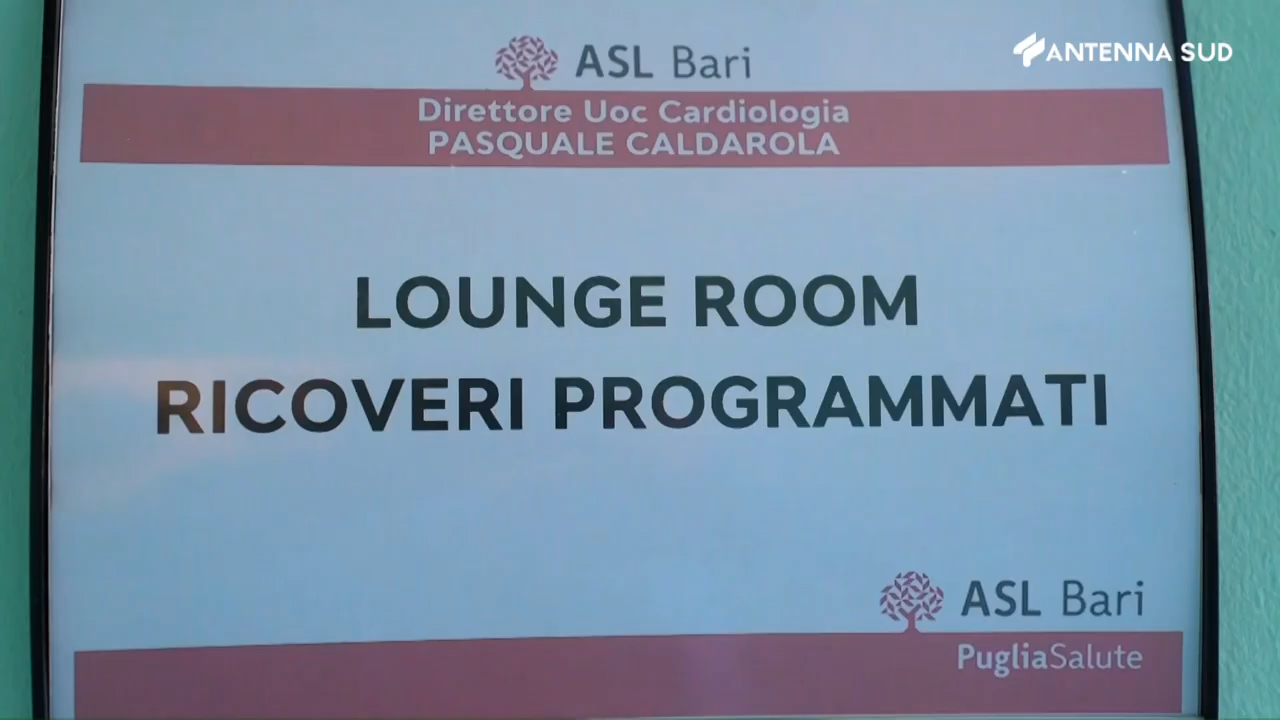 ANTENNA SUD
ASL Bari
Direttore Uoc Cardiologia
PASQUALE CALDAROLA
LOUNGE ROOM
RICOVERI PROGRAMMATI
ASL Bari
PugliaSalute